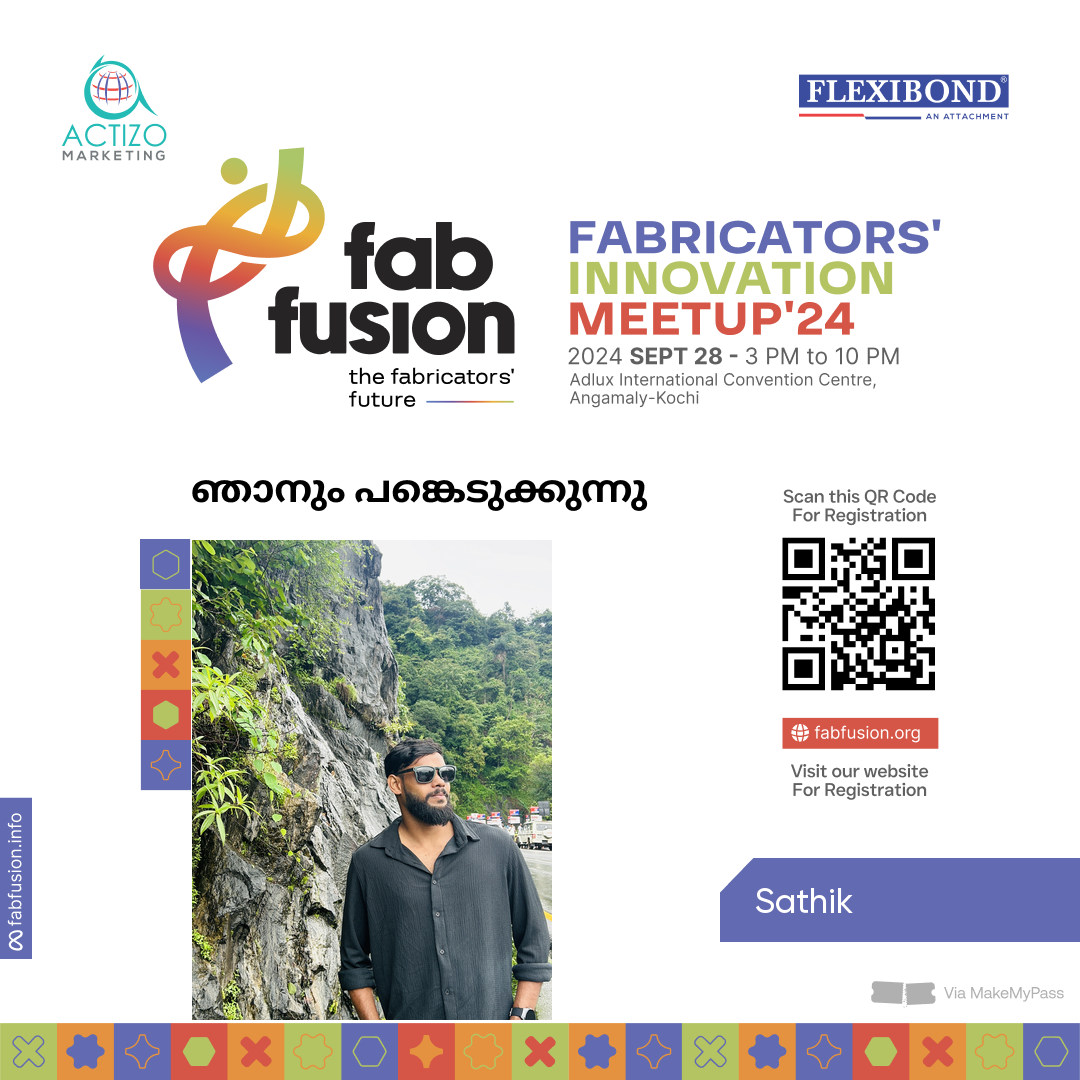 ACTIZO
MARKETING
FLEXIBOND®
AN ATTACHMENT
fab
fusion
the fabricators'
future
FABRICATORS'
INNOVATION
MEETUP'24
2024 SEPT 28 - 3 PM to 10 PM
Adlux International Convention Centre,
Angamaly-Kochi
ഞാനും പങ്കെടുക്കുന്നു
Scan this QR Code
For Registration
fabfusion.org
Visit our website
For Registration
fabfusion.info
Sathik
Via MakeMyPass